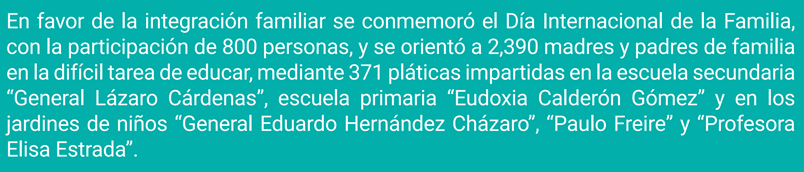 En favor de la integración familiar se conmemoró el Día Internacional de la Familia,
con la participación de 800 personas, y se orientó a 2,390 madres y padres de familia
en la difícil tarea de educar, mediante 371 pláticas impartidas en la escuela secundaria
“General Lázaro Cárdenas”, escuela primaria “Eudoxia Calderón Gómez” y en los
jardines de niños “General Eduardo Hernández Cházaro”, “Paulo Freire” y “Profesora
Elisa Estrada”.